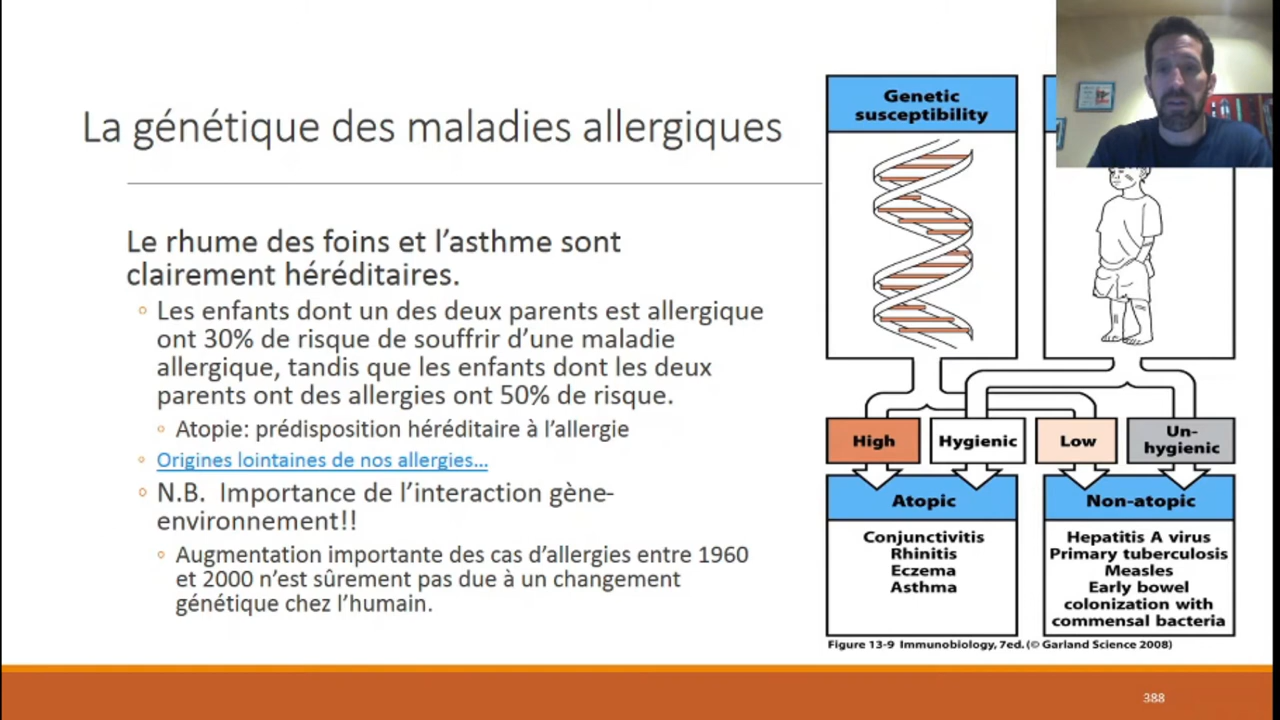 La génétique des maladies allergiques
Le rhume des foins et l’asthme sont
clairement héréditaires.
Les enfants dont un des deux parents est allergique
ont 30% de risque de souffrir d’une maladie
allergique, tandis que les enfants dont les deux
parents ont des allergies ont 50% de risque.
Atopie: prédisposition héréditaire à l’allergie
Origines lointaines de nos allergies...
N.B. Importance de l’interaction gène-
environnement!!
Augmentation importante des cas d’allergies entre 1960
et 2000 n’est sûrement pas due à un changement
génétique chez l’humain.
Genetic
susceptibility
High
Hygienic
Low
Un-
hygienic
Atopic
Conjunctivitis
Rhinitis
Eczema
Asthma
Non-atopic
Hepatitis A virus
Primary tuberculosis
Measles
Early bowel
colonization with
commensal bacteria
Figure 13-9 Immunobiology, 7ed. (© Garland Science 2008)
388